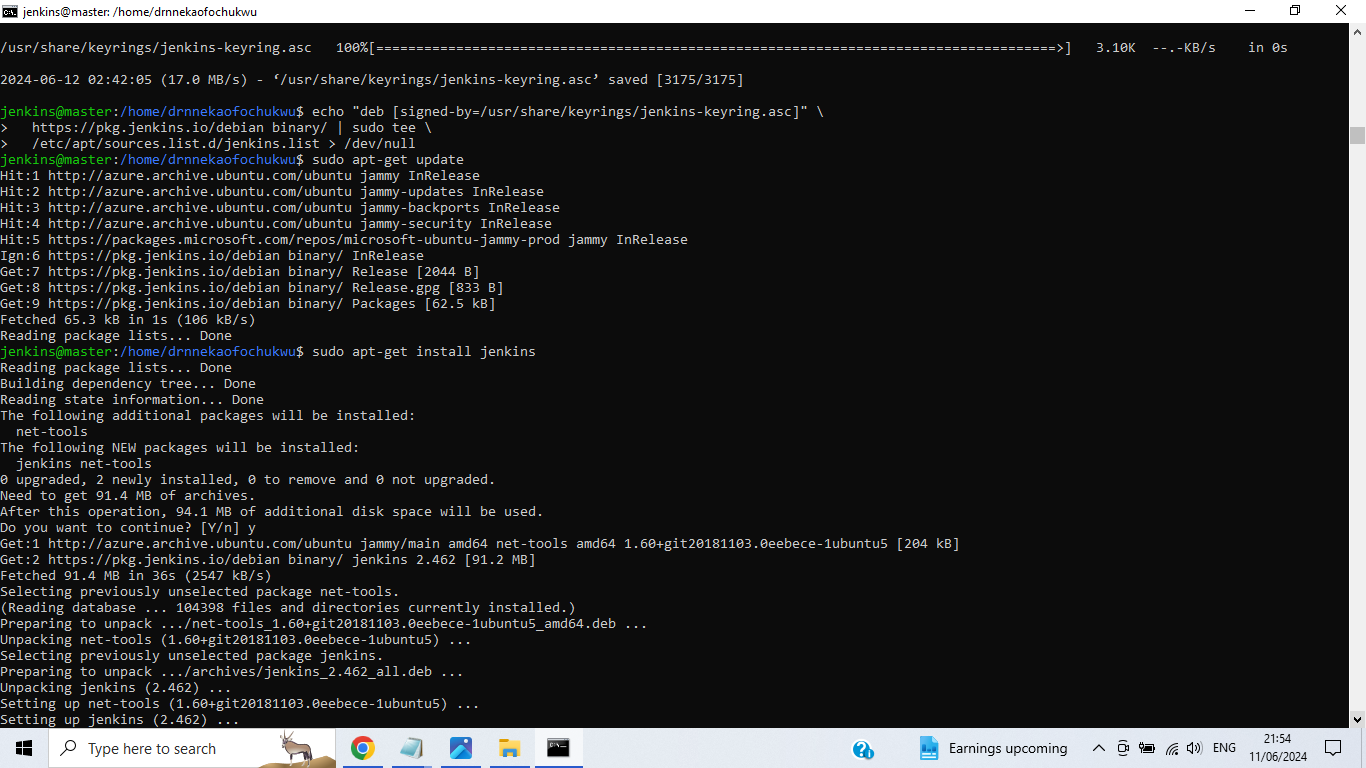 jenkins@master: /home/drnnekaofochukwu
/usr/share/keyrings/jenkins-keyring.asc   100%[=====================================================================================>]   3.10K  --.-KB/s    in 0s
2024-06-12 02:42:05 (17.0 MB/s) - ‘/usr/share/keyrings/jenkins-keyring.asc’ saved [3175/3175]
jenkins@master:/home/drnnekaofochukwu$ echo "deb [signed-by=/usr/share/keyrings/jenkins-keyring.asc]" \
>   https://pkg.jenkins.io/debian binary/ | sudo tee \
>   /etc/apt/sources.list.d/jenkins.list > /dev/null
jenkins@master:/home/drnnekaofochukwu$ sudo apt-get update
Hit:1 http://azure.archive.ubuntu.com/ubuntu jammy InRelease
Hit:2 http://azure.archive.ubuntu.com/ubuntu jammy-updates InRelease
Hit:3 http://azure.archive.ubuntu.com/ubuntu jammy-backports InRelease
Hit:4 http://azure.archive.ubuntu.com/ubuntu jammy-security InRelease
Hit:5 https://packages.microsoft.com/repos/microsoft-ubuntu-jammy-prod jammy InRelease
Ign:6 https://pkg.jenkins.io/debian binary/ InRelease
Get:7 https://pkg.jenkins.io/debian binary/ Release [2044 B]
Get:8 https://pkg.jenkins.io/debian binary/ Release.gpg [833 B]
Get:9 https://pkg.jenkins.io/debian binary/ Packages [62.5 kB]
Fetched 65.3 kB in 1s (106 kB/s)
Reading package lists... Done
jenkins@master:/home/drnnekaofochukwu$ sudo apt-get install jenkins
Reading package lists... Done
Building dependency tree... Done
Reading state information... Done
The following additional packages will be installed:
  net-tools
The following NEW packages will be installed:
  jenkins net-tools
0 upgraded, 2 newly installed, 0 to remove and 0 not upgraded.
Need to get 91.4 MB of archives.
After this operation, 94.1 MB of additional disk space will be used.
Do you want to continue? [Y/n] y
Get:1 http://azure.archive.ubuntu.com/ubuntu jammy/main amd64 net-tools amd64 1.60+git20181103.0eebece-1ubuntu5 [204 kB]
Get:2 https://pkg.jenkins.io/debian binary/ jenkins 2.462 [91.2 MB]
Fetched 91.4 MB in 36s (2547 kB/s)
Selecting previously unselected package net-tools.
(Reading database ... 104398 files and directories currently installed.)
Preparing to unpack .../net-tools_1.60+git20181103.0eebece-1ubuntu5_amd64.deb ...
Unpacking net-tools (1.60+git20181103.0eebece-1ubuntu5) ...
Selecting previously unselected package jenkins.
Preparing to unpack .../archives/jenkins_2.462_all.deb ...
Unpacking jenkins (2.462) ...
Setting up net-tools (1.60+git20181103.0eebece-1ubuntu5) ...
Setting up jenkins (2.462) ...
Type here to search
Earnings upcoming
ENG
21:54
11/06/2024